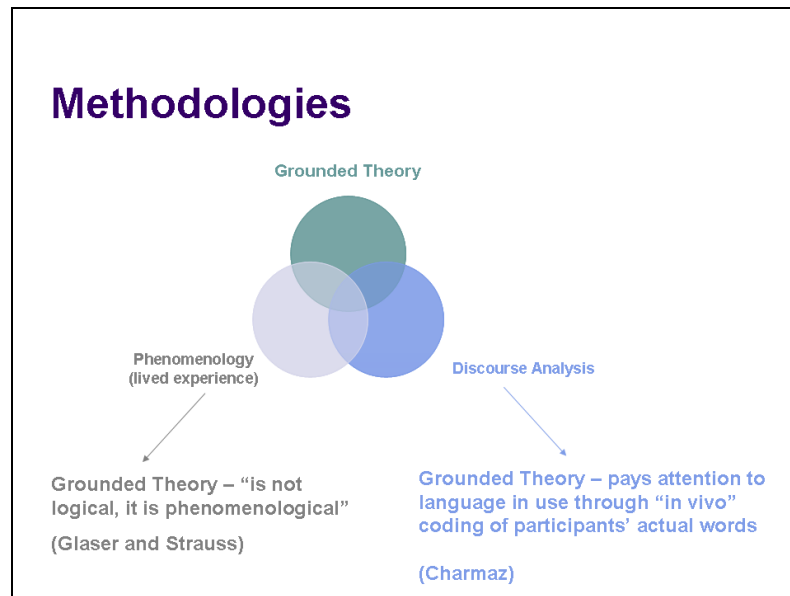 Methodologies
Grounded Theory
Phenomenology
(lived experience)
Discourse Analysis
Grounded Theory – “is not
logical, it is phenomenological”
(Glaser and Strauss)
Grounded Theory – pays attention to
language in use through “in vivo”
coding of participants’ actual words
(Charmaz)